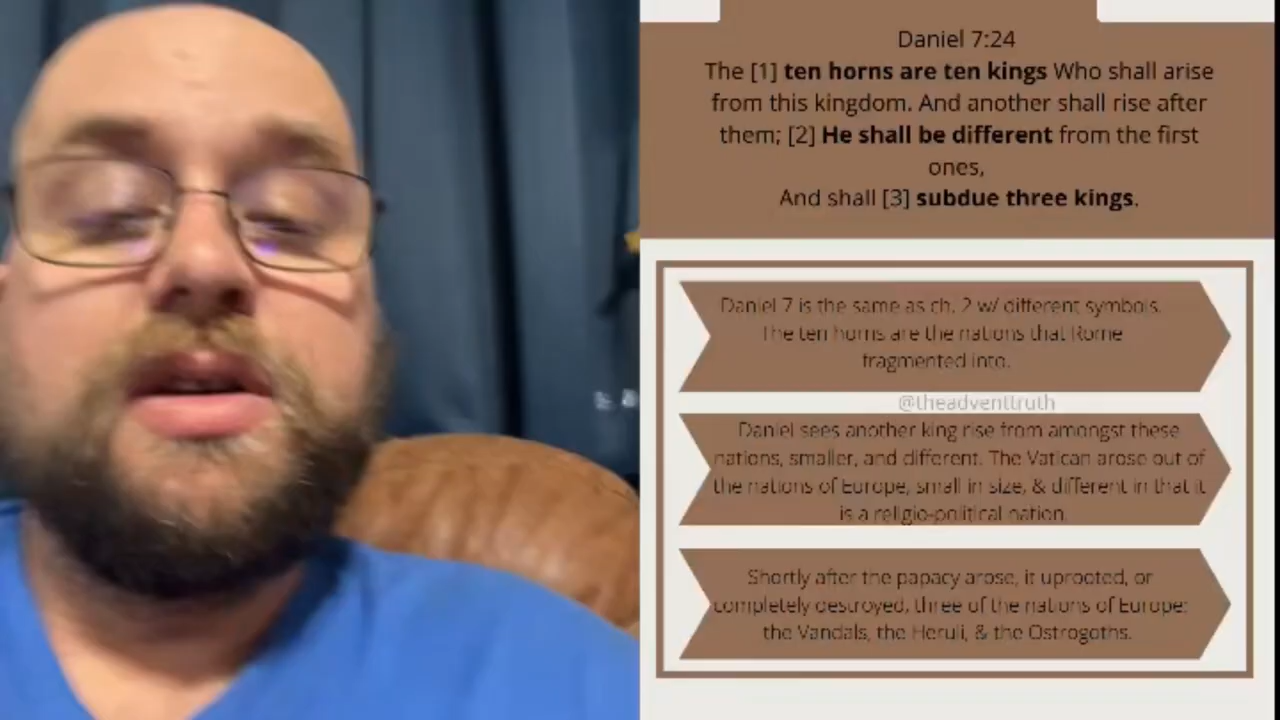 Daniel 7:24
The [1] ten horns are ten kings Who shall arise
from this kingdom. And another shall rise after
them; [2] He shall be different from the first
ones,
And shall [3] subdue three kings.
Daniel 7 is the same as ch. 2 w/ different symbols.
The ten horns are the nations that Rome
fragmented into.
@theadventtruth
Daniel sees another king rise from amongst these
nations, smaller, and different. The Vatican arose out of
the nations of Europe, small in size, & different in that it
is a religio-political nation.
Shortly after the papacy arose, it uprooted, or
completely destroyed, three of the nations of Europe:
the Vandals, the Heruli, & the Ostrogoths.